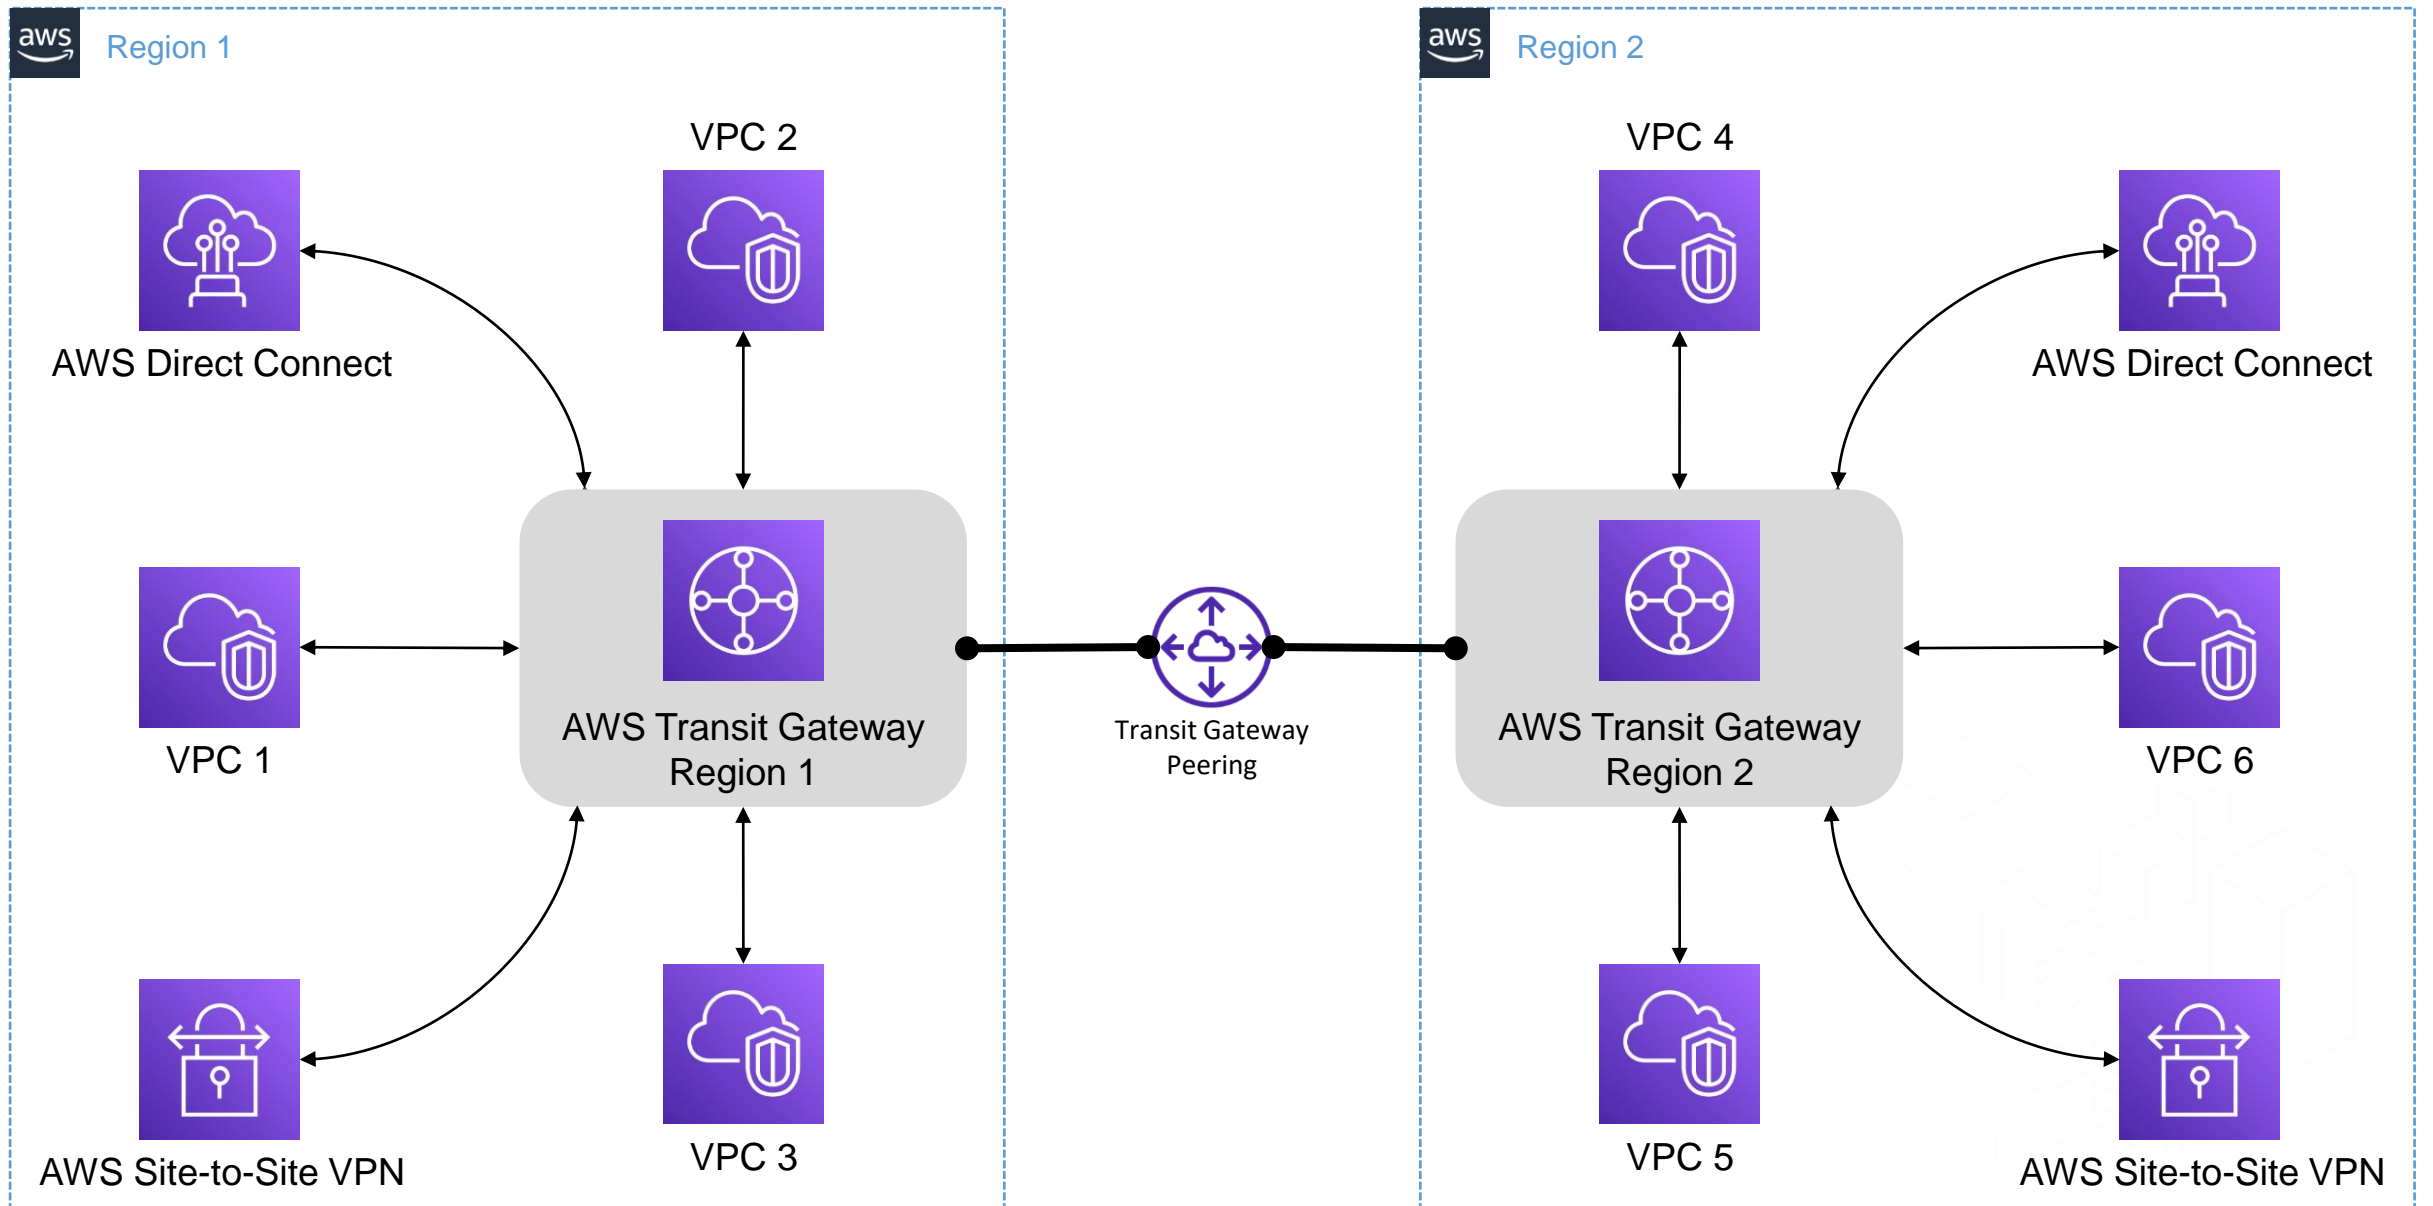 aws
Region 1
aws
Region 2
VPC 2
VPC 4
AWS Direct Connect
AWS Direct Connect
AWS Transit Gateway
Region 1
Transit Gateway
Peering
AWS Transit Gateway
Region 2
VPC 1
VPC 6
VPC 3
VPC 5
AWS Site-to-Site VPN
AWS Site-to-Site VPN